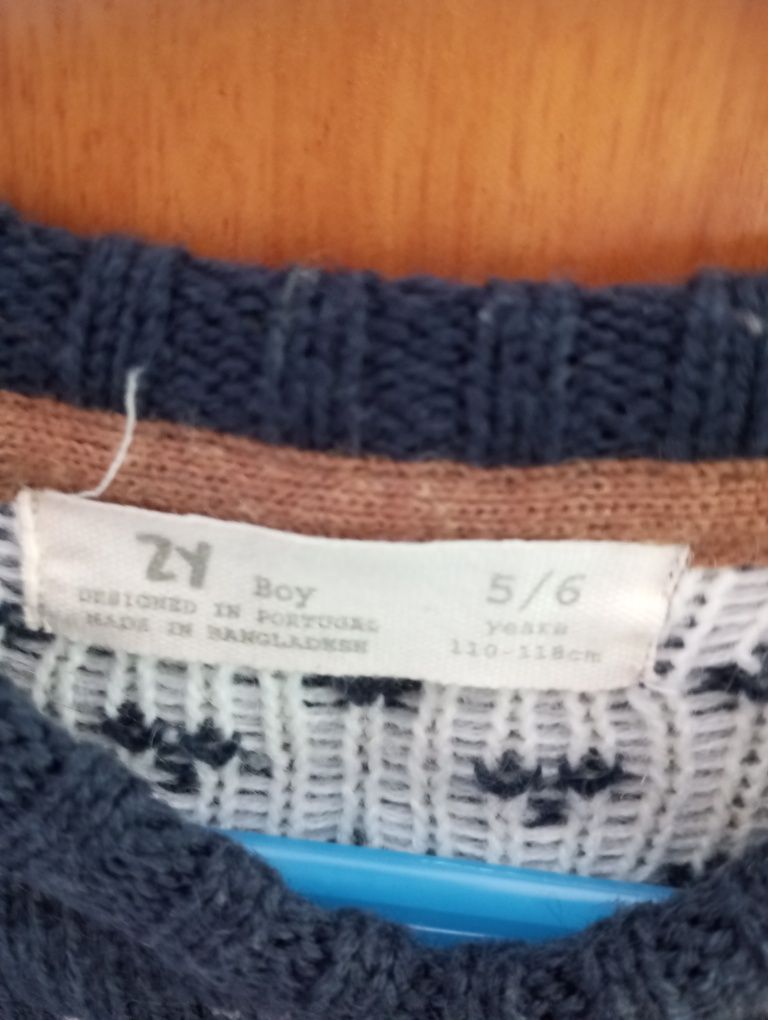 ZY Boy
DESIGNED IN PORTUGAL
MADE IN BANGLADESH
5/6
years
110-118cm